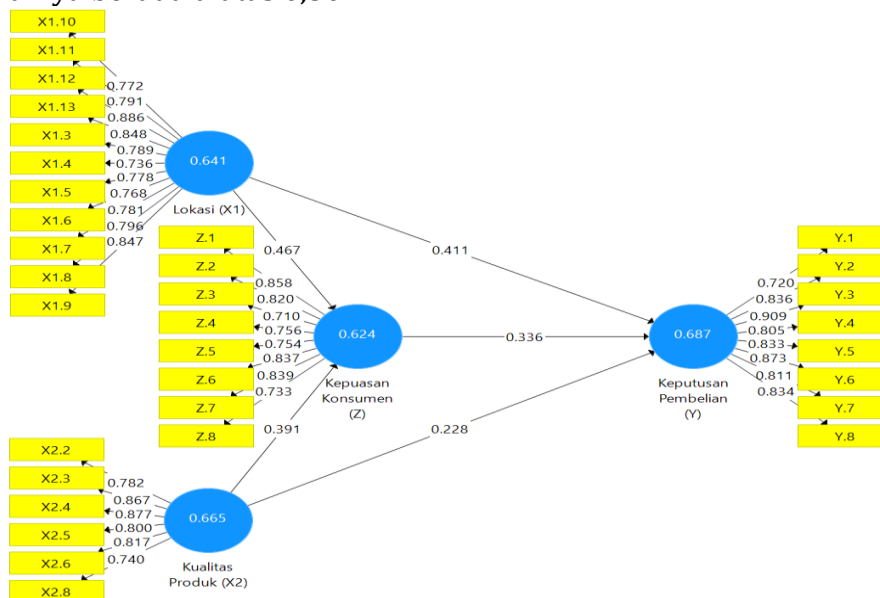 X1.10
X1.11
X1.12
X1.13
X1.3
X1.4
X1.5
X1.6
X1.7
X1.8
X1.9
0.772
0.791
0.886
0.848
0.789
0.736
0.778
0.768
0.781
0.796
0.847
0.641
Lokasi (X1)
0.467
0.411
Z.1
Z.2
Z.3
Z.4
Z.5
Z.6
Z.7
Z.8
0.858
0.820
0.710
0.756
0.754
0.837
0.839
0.733
0.624
Kepuasan
Konsumen
(Z)
0.336
0.391
0.228
X2.2
X2.3
X2.4
X2.5
X2.6
X2.8
0.782
0.867
0.877
0.800
0.817
0.740
0.665
Kualitas
Produk (X2)
0.687
Keputusan
Pembelian
(Y)
0.720
0.836
0.909
0.805
0.833
0.873
0.811
0.834
Y.1
Y.2
Y.3
Y.4
Y.5
Y.6
Y.7
Y.8